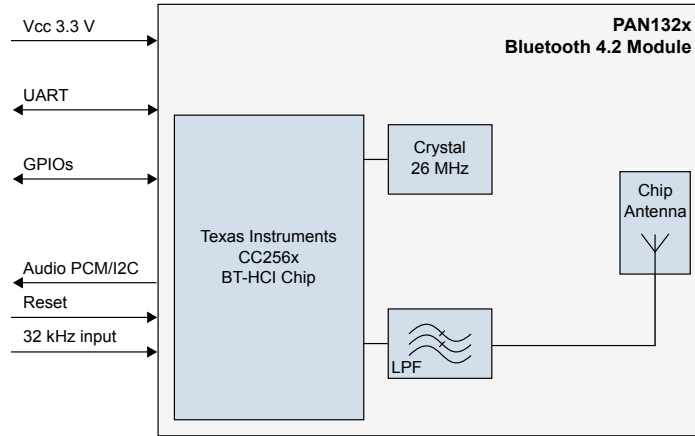 Vcc 3.3 V
PAN132x
Bluetooth 4.2 Module
UART
GPIOs
Audio PCM/I2C
Reset
32 kHz input
Texas Instruments
CC256x
BT-HCI Chip
Crystal
26 MHz
LPF
Chip
Antenna